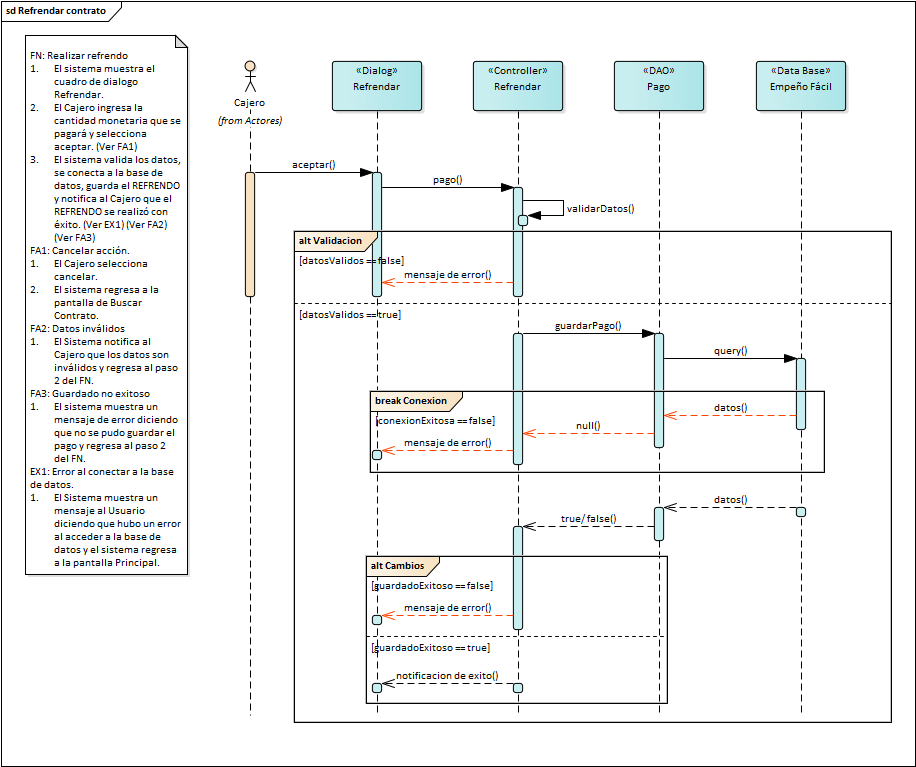 sd Refrendar contrato
FN: Realizar refrendo
1. El sistema muestra el
cuadro de dialogo
Refrendar.
2. El Cajero ingresa la
cantidad monetaria que se
pagará y selecciona
aceptar. (Ver FA1)
3. El sistema valida los datos,
se conecta a la base de
datos, guarda el REFRENDO
y notifica al Cajero que el
REFRENDO se realizó con
éxito. (Ver EX1) (Ver FA2)
(Ver FA3)
FA1: Cancelar acción.
1. El Cajero selecciona
cancelar.
2. El sistema regresa a la
pantalla de Buscar
Contrato.
FA2: Datos inválidos
1. El Sistema notifica al
Cajero que los datos son
inválidos y regresa al paso
2 del FN.
FA3: Guardado no exitoso
1. El sistema muestra un
mensaje de error diciendo
que no se pudo guardar el
pago y regresa al paso 2
del FN.
EX1: Error al conectar a la base
de datos.
1. El Sistema muestra un
mensaje al Usuario
diciendo que hubo un error
al acceder a la base de
datos y el sistema regresa
a la pantalla Principal.
Cajero
(from Actores)
«Dialog»
Refrendar
«Controller»
Refrendar
«DAO»
Pago
«Data Base»
Empeño Fácil
aceptar()
pago()
validarDatos()
alt Validacion
[datosValidos ==false]
mensaje de error()
[datosValidos ==true]
guardarPago()
query()
break Conexion
[conexionExitosa ==false]
datos()
null()
mensaje de error()
datos()
true/false()
alt Cambios
[guardadoExitoso ==false]
mensaje de error()
[guardadoExitoso ==true]
notificacion de exito()